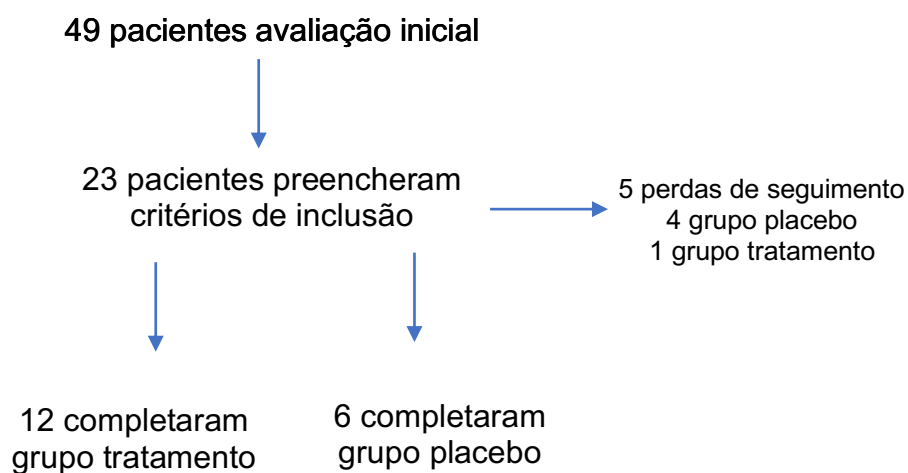 49 pacientes avaliação inicial
23 pacientes preencheram
critérios de inclusão
5 perdas de seguimento
4 grupo placebo
1 grupo tratamento
12 completaram
grupo tratamento
6 completaram
grupo placebo